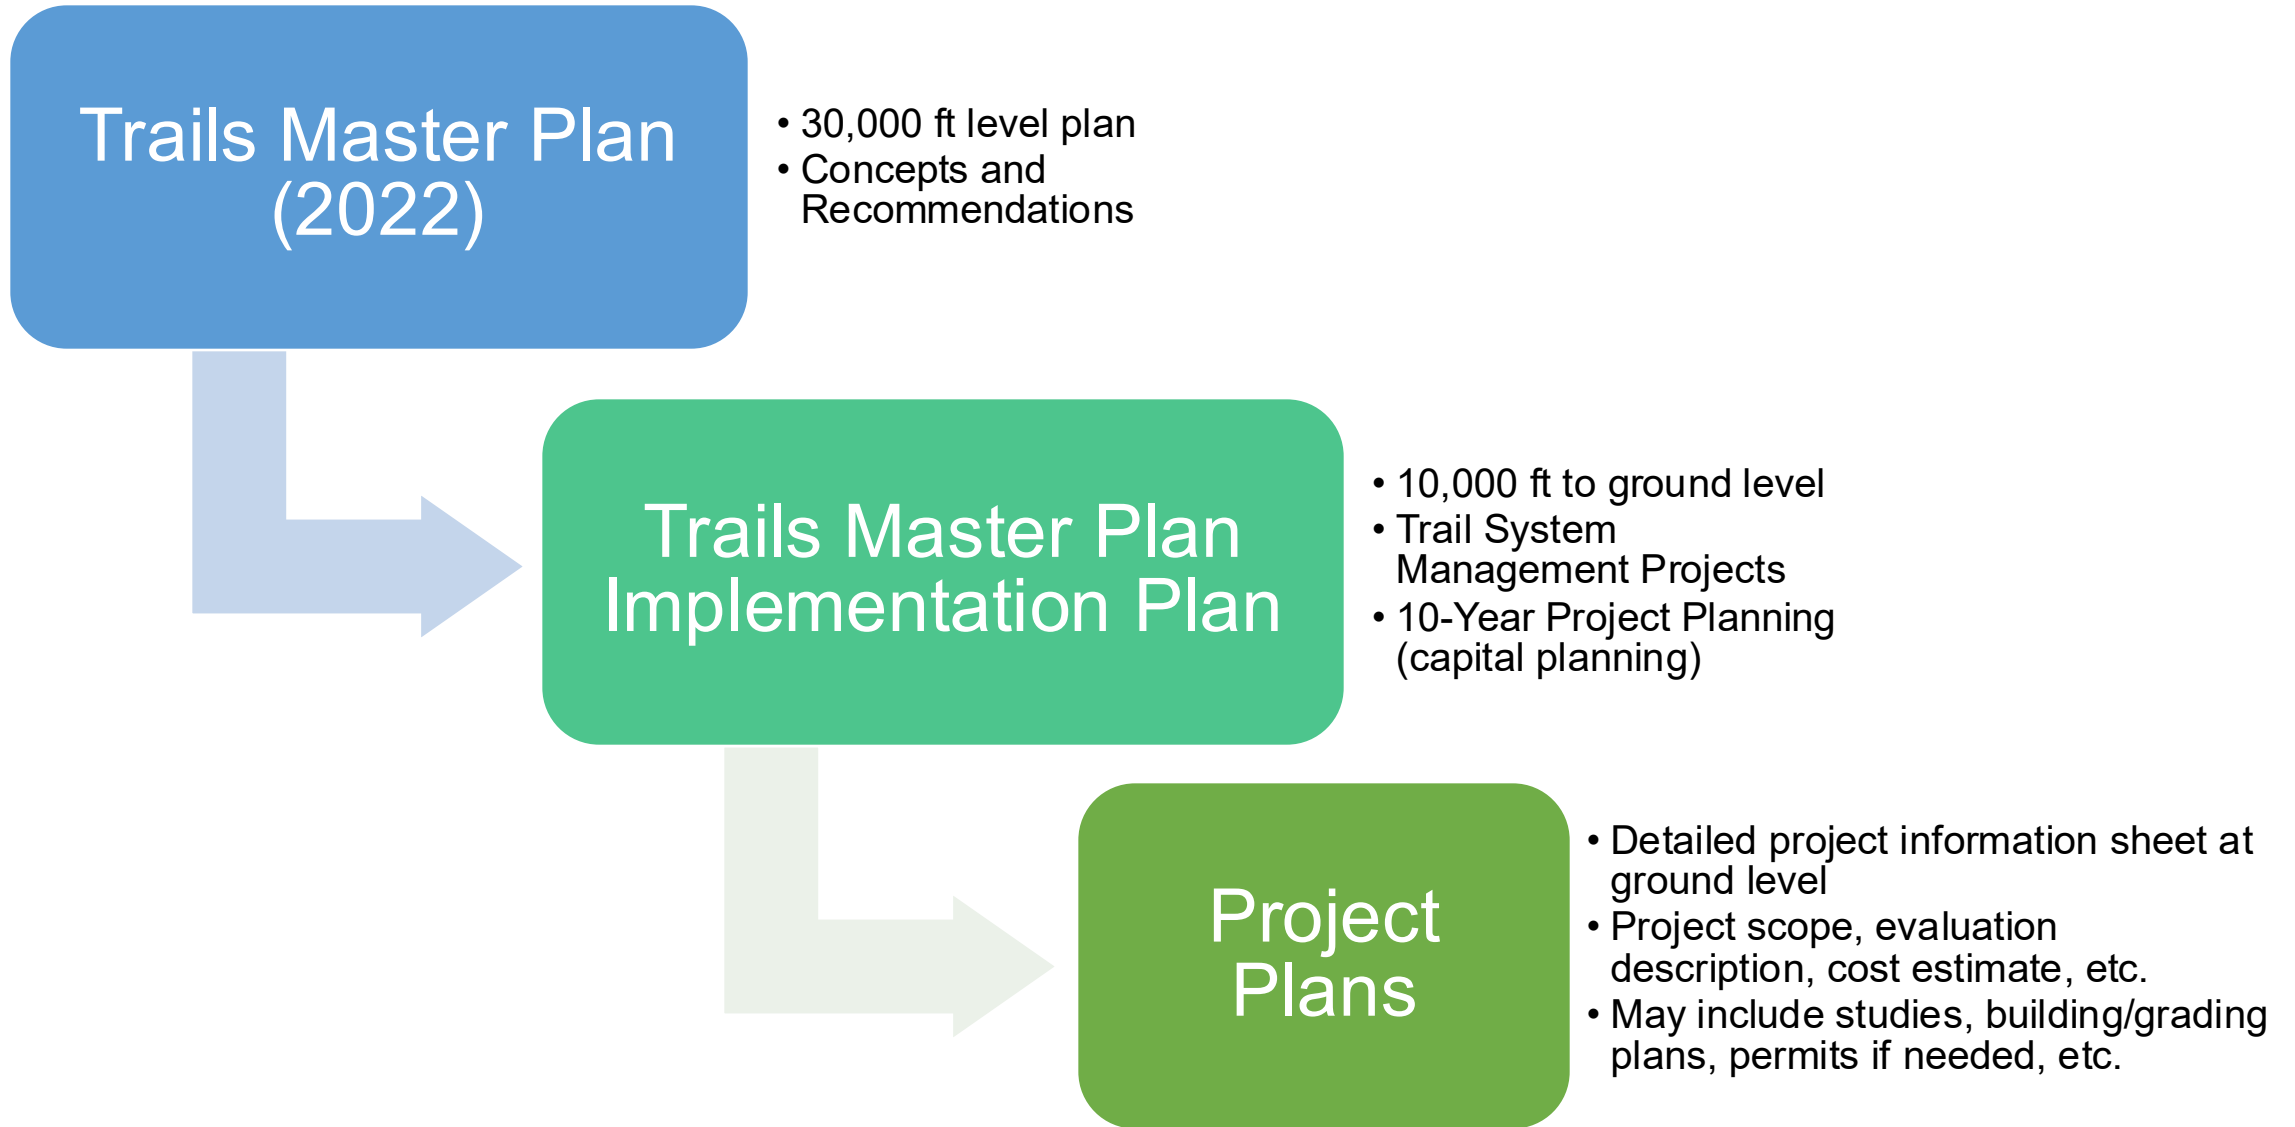 Trails Master Plan
(2022)
• 30,000 ft level plan
• Concepts and
Recommendations
Trails Master Plan
Implementation Plan
• 10,000 ft to ground level
• Trail System
Management Projects
• 10-Year Project Planning
(capital planning)
Project
Plans
• Detailed project information sheet at
ground level
• Project scope, evaluation
description, cost estimate, etc.
• May include studies, building/grading
plans, permits if needed, etc.